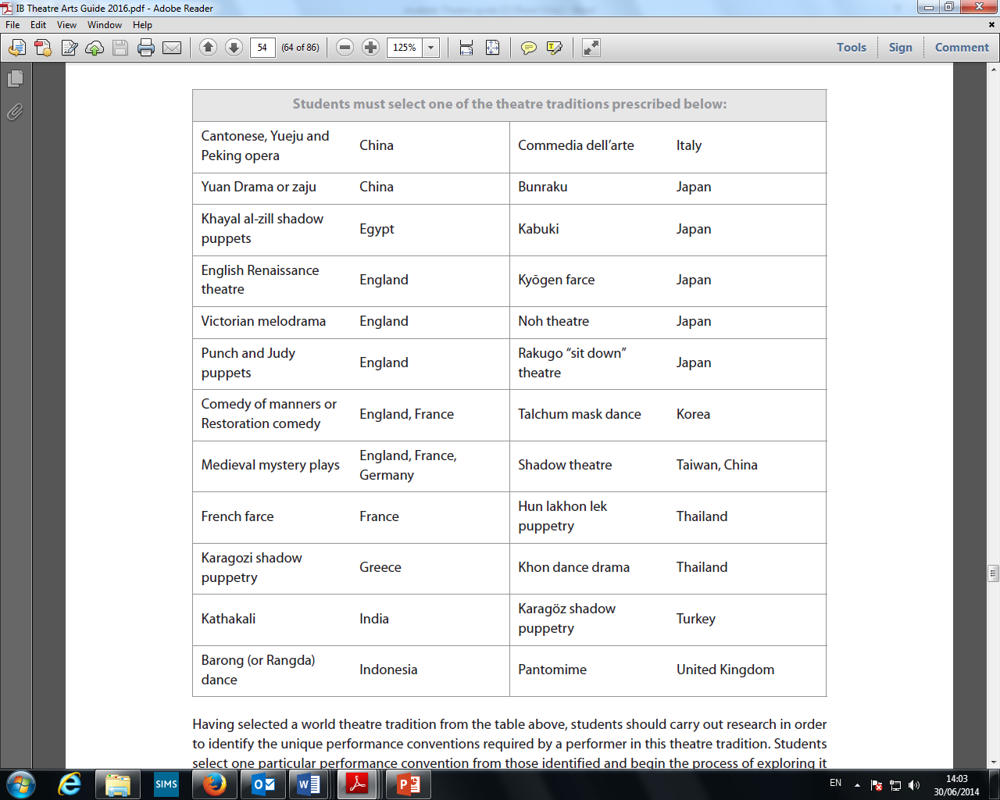 IB Theatre Arts Guide 2016.pdf - Adobe Reader
File Edit View Window Help
54 (64 of 86) 125% Tools Sign Comment
Students must select one of the theatre traditions prescribed below:
Cantonese, Yueju and
Peking opera
China
Commedia dell’arte
Italy
Yuan Drama or zaju
China
Bunraku
Japan
Khayal al-zill shadow
puppets
Egypt
Kabuki
Japan
English Renaissance
theatre
England
Kyōgen farce
Japan
Victorian melodrama
England
Noh theatre
Japan
Punch and Judy
puppets
England
Rakugo “sit down”
theatre
Japan
Comedy of manners or
Restoration comedy
England, France
Talchum mask dance
Korea
Medieval mystery plays
England, France,
Germany
Shadow theatre
Taiwan, China
French farce
France
Hun lakhon lek
puppetry
Thailand
Karagozi shadow
puppetry
Greece
Khon dance drama
Thailand
Kathakali
India
Karagöz shadow
puppetry
Turkey
Barong (or Rangda)
dance
Indonesia
Pantomime
United Kingdom
Having selected a world theatre tradition from the table above, students should carry out research in order
to identify the unique performance conventions required by a performer in this theatre tradition. Students
select one particular performance convention from those identified and begin the process of exploring it
SIMS
EN
14:03
30/06/2014